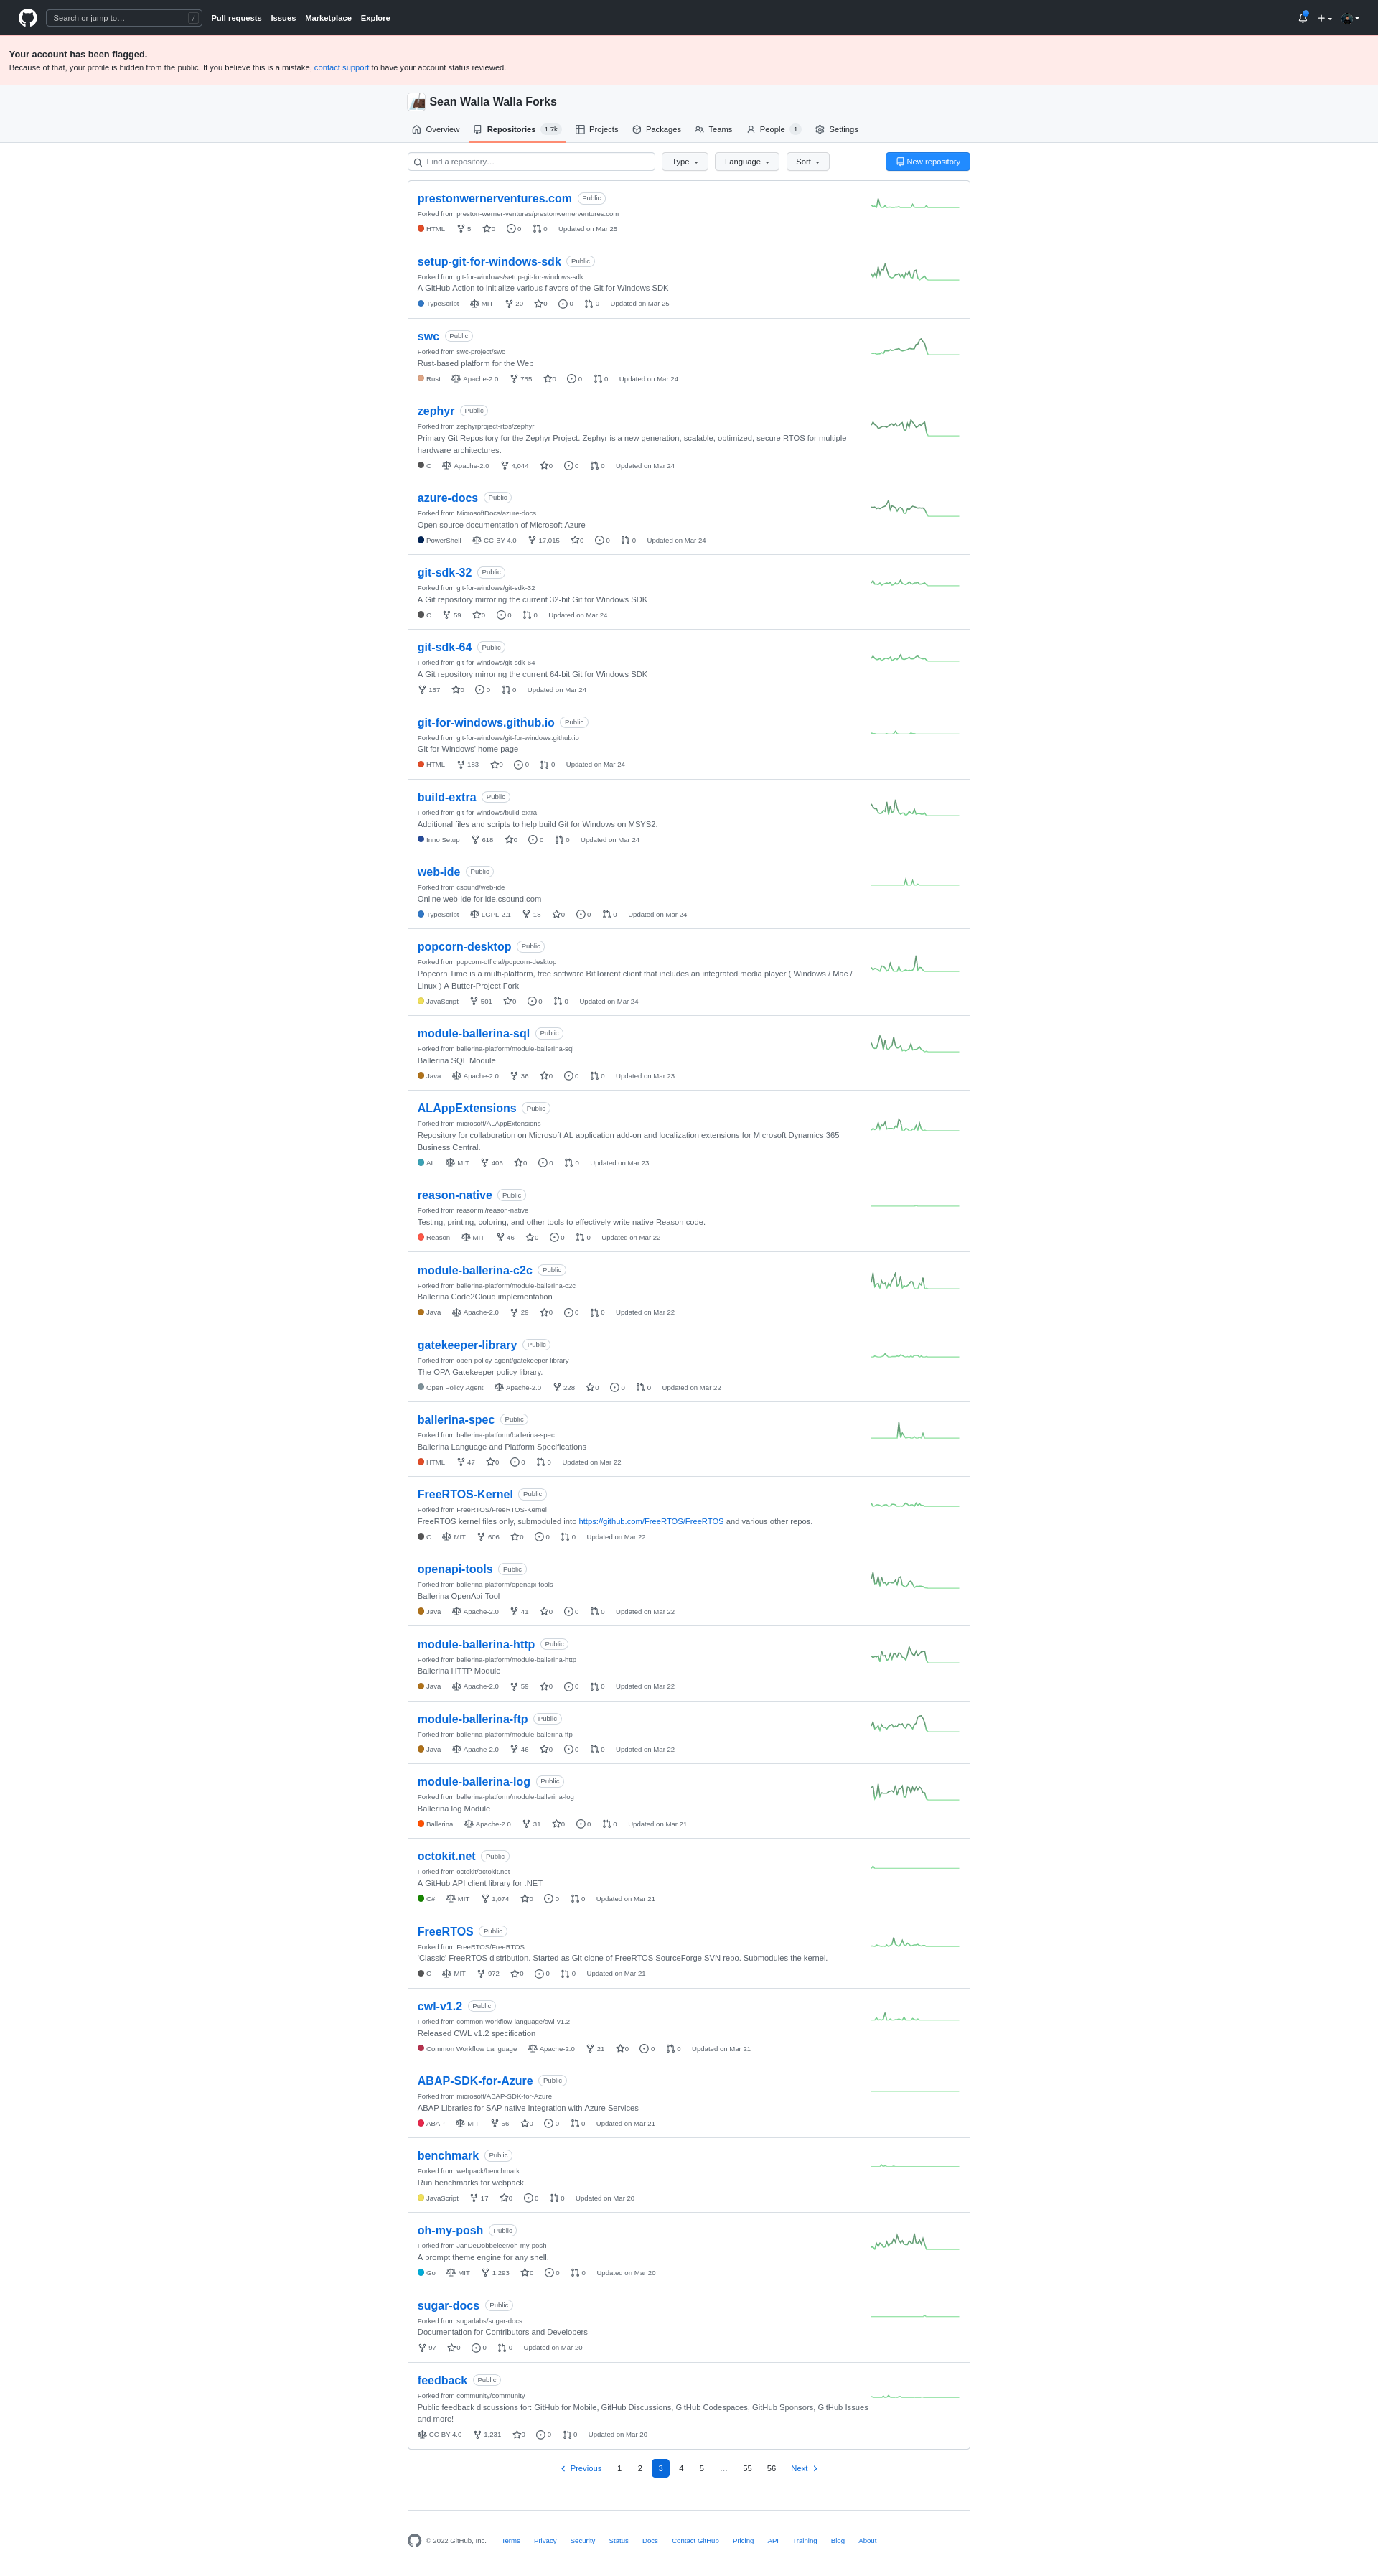 Search or jump to… /
Pull requests Issues Marketplace Explore
Your account has been flagged.
Because of that, your profile is hidden from the public. If you believe this is a mistake, contact support to have your account status reviewed.
Sean Walla Walla Forks
Overview Repositories 1.7k Projects Packages Teams People 1 Settings
Find a repository… Type Language Sort New repository
prestonwernerventures.com Public
Forked from preston-werner-ventures/prestonwernerventures.com
HTML 5 0 0 0 Updated on Mar 25
setup-git-for-windows-sdk Public
Forked from git-for-windows/setup-git-for-windows-sdk
A GitHub Action to initialize various flavors of the Git for Windows SDK
TypeScript MIT 20 0 0 0 Updated on Mar 25
swc Public
Forked from swc-project/swc
Rust-based platform for the Web
Rust Apache-2.0 755 0 0 0 Updated on Mar 24
zephyr Public
Forked from zephyrproject-rtos/zephyr
Primary Git Repository for the Zephyr Project. Zephyr is a new generation, scalable, optimized, secure RTOS for multiple
hardware architectures.
C Apache-2.0 4,044 0 0 0 Updated on Mar 24
azure-docs Public
Forked from MicrosoftDocs/azure-docs
Open source documentation of Microsoft Azure
PowerShell CC-BY-4.0 17,015 0 0 0 Updated on Mar 24
git-sdk-32 Public
Forked from git-for-windows/git-sdk-32
A Git repository mirroring the current 32-bit Git for Windows SDK
C 59 0 0 0 Updated on Mar 24
git-sdk-64 Public
Forked from git-for-windows/git-sdk-64
A Git repository mirroring the current 64-bit Git for Windows SDK
157 0 0 0 Updated on Mar 24
git-for-windows.github.io Public
Forked from git-for-windows/git-for-windows.github.io
Git for Windows' home page
HTML 183 0 0 0 Updated on Mar 24
build-extra Public
Forked from git-for-windows/build-extra
Additional files and scripts to help build Git for Windows on MSYS2.
Inno Setup 618 0 0 0 Updated on Mar 24
web-ide Public
Forked from csound/web-ide
Online web-ide for ide.csound.com
TypeScript LGPL-2.1 18 0 0 0 Updated on Mar 24
popcorn-desktop Public
Forked from popcorn-official/popcorn-desktop
Popcorn Time is a multi-platform, free software BitTorrent client that includes an integrated media player ( Windows / Mac /
Linux ) A Butter-Project Fork
JavaScript 501 0 0 0 Updated on Mar 24
module-ballerina-sql Public
Forked from ballerina-platform/module-ballerina-sql
Ballerina SQL Module
Java Apache-2.0 36 0 0 0 Updated on Mar 23
ALAppExtensions Public
Forked from microsoft/ALAppExtensions
Repository for collaboration on Microsoft AL application add-on and localization extensions for Microsoft Dynamics 365
Business Central.
AL MIT 406 0 0 0 Updated on Mar 23
reason-native Public
Forked from reasonml/reason-native
Testing, printing, coloring, and other tools to effectively write native Reason code.
Reason MIT 46 0 0 0 Updated on Mar 22
module-ballerina-c2c Public
Forked from ballerina-platform/module-ballerina-c2c
Ballerina Code2Cloud implementation
Java Apache-2.0 29 0 0 0 Updated on Mar 22
gatekeeper-library Public
Forked from open-policy-agent/gatekeeper-library
The OPA Gatekeeper policy library.
Open Policy Agent Apache-2.0 228 0 0 0 Updated on Mar 22
ballerina-spec Public
Forked from ballerina-platform/ballerina-spec
Ballerina Language and Platform Specifications
HTML 47 0 0 0 Updated on Mar 22
FreeRTOS-Kernel Public
Forked from FreeRTOS/FreeRTOS-Kernel
FreeRTOS kernel files only, submoduled into https://github.com/FreeRTOS/FreeRTOS and various other repos.
C MIT 606 0 0 0 Updated on Mar 22
openapi-tools Public
Forked from ballerina-platform/openapi-tools
Ballerina OpenApi-Tool
Java Apache-2.0 41 0 0 0 Updated on Mar 22
module-ballerina-http Public
Forked from ballerina-platform/module-ballerina-http
Ballerina HTTP Module
Java Apache-2.0 59 0 0 0 Updated on Mar 22
module-ballerina-ftp Public
Forked from ballerina-platform/module-ballerina-ftp
Java Apache-2.0 46 0 0 0 Updated on Mar 22
module-ballerina-log Public
Forked from ballerina-platform/module-ballerina-log
Ballerina log Module
Ballerina Apache-2.0 31 0 0 0 Updated on Mar 21
octokit.net Public
Forked from octokit/octokit.net
A GitHub API client library for .NET
C# MIT 1,074 0 0 0 Updated on Mar 21
FreeRTOS Public
Forked from FreeRTOS/FreeRTOS
'Classic' FreeRTOS distribution. Started as Git clone of FreeRTOS SourceForge SVN repo. Submodules the kernel.
C MIT 972 0 0 0 Updated on Mar 21
cwl-v1.2 Public
Forked from common-workflow-language/cwl-v1.2
Released CWL v1.2 specification
Common Workflow Language Apache-2.0 21 0 0 0 Updated on Mar 21
ABAP-SDK-for-Azure Public
Forked from microsoft/ABAP-SDK-for-Azure
ABAP Libraries for SAP native Integration with Azure Services
ABAP MIT 56 0 0 0 Updated on Mar 21
benchmark Public
Forked from webpack/benchmark
Run benchmarks for webpack.
JavaScript 17 0 0 0 Updated on Mar 20
oh-my-posh Public
Forked from JanDeDobbeleer/oh-my-posh
A prompt theme engine for any shell.
Go MIT 1,293 0 0 0 Updated on Mar 20
sugar-docs Public
Forked from sugarlabs/sugar-docs
Documentation for Contributors and Developers
97 0 0 0 Updated on Mar 20
feedback Public
Forked from community/community
Public feedback discussions for: GitHub for Mobile, GitHub Discussions, GitHub Codespaces, GitHub Sponsors, GitHub Issues
and more!
CC-BY-4.0 1,231 0 0 0 Updated on Mar 20
Previous 1 2 3 4 5 … 55 56 Next
© 2022 GitHub, Inc. Terms Privacy Security Status Docs Contact GitHub Pricing API Training Blog About